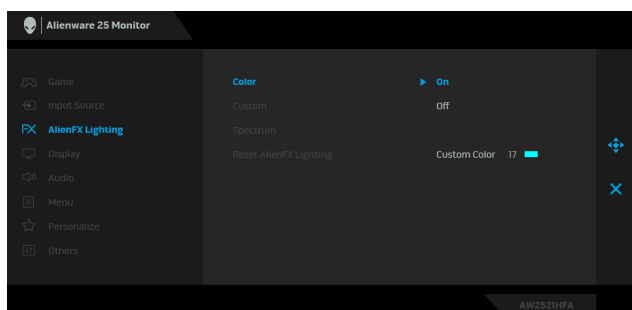 Alienware 25 Monitor
Game
Color
On
Input Source
Custom
Off
AlienFX Lighting
Spectrum
Display
Reset AlienFX Lighting
Custom Color 17
Audio
Menu
Personalize
Others
AW2521HFA